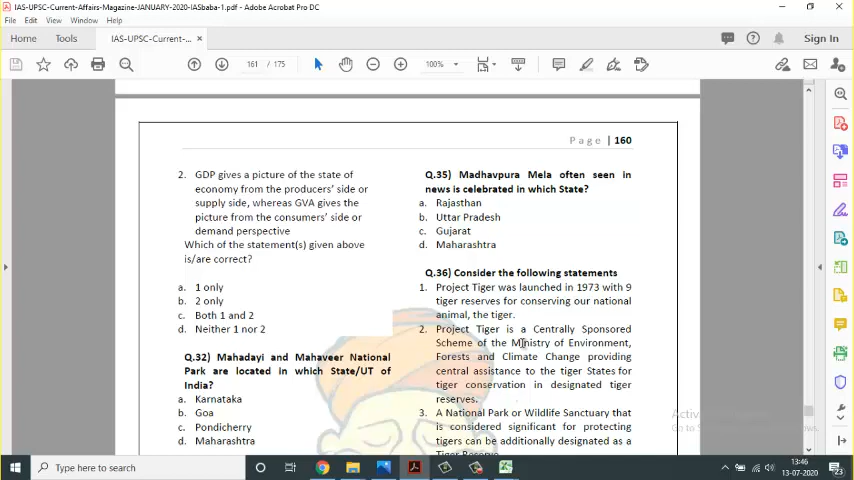 IAS-UPSC-Current-Affairs-Magazine-JANUARY-2020-IASbaba-1.pdf - Adobe Acrobat Pro DC
File Edit View Window Help
Home Tools IAS-UPSC-Current-... × Sign In
161 / 175 100%
Page | 160
2. GDP gives a picture of the state of
economy from the producers' side or
supply side, whereas GVA gives the
picture from the consumers' side or
demand perspective
Which of the statement(s) given above
is/are correct?
a. 1 only
b. 2 only
c. Both 1 and 2
d. Neither 1 nor 2
Q.32) Mahadayi and Mahaveer National
Park are located in which State/UT of
India?
a. Karnataka
b. Goa
c. Pondicherry
d. Maharashtra
Q.35) Madhavpura Mela often seen in
news is celebrated in which State?
a. Rajasthan
b. Uttar Pradesh
c. Gujarat
d. Maharashtra
Q.36) Consider the following statements
1. Project Tiger was launched in 1973 with 9
tiger reserves for conserving our national
animal, the tiger.
2. Project Tiger is a Centrally Sponsored
Scheme of the Ministry of Environment,
Forests and Climate Change providing
central assistance to the tiger States for
tiger conservation in designated tiger
reserves.
3. A National Park or Wildlife Sanctuary that
is considered significant for protecting
tigers can be additionally designated as a
Tiger Reserve
Type here to search
13:46
13-07-2020
23